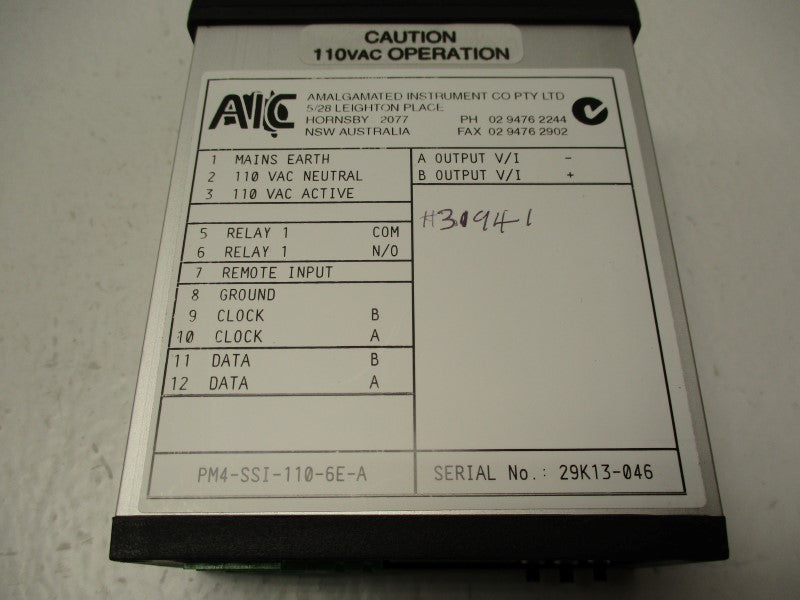 CAUTION
110VAC OPERATION
AIC
AMALGAMATED INSTRUMENT CO PTY LTD
5/28 LEIGHTON PLACE
HORNSBY 2077 PH 02 9476 2244
NSW AUSTRALIA FAX 02 9476 2902
1 MAINS EARTH
2 110 VAC NEUTRAL
3 110 VAC ACTIVE
A OUTPUT V/I -
B OUTPUT V/I +
5 RELAY 1 COM
6 RELAY 1 N/O
7 REMOTE INPUT
8 GROUND
9 CLOCK B
10 CLOCK A
11 DATA B
12 DATA A
#30941
PM4-SSI-110-6E-A
SERIAL No.: 29K13-046